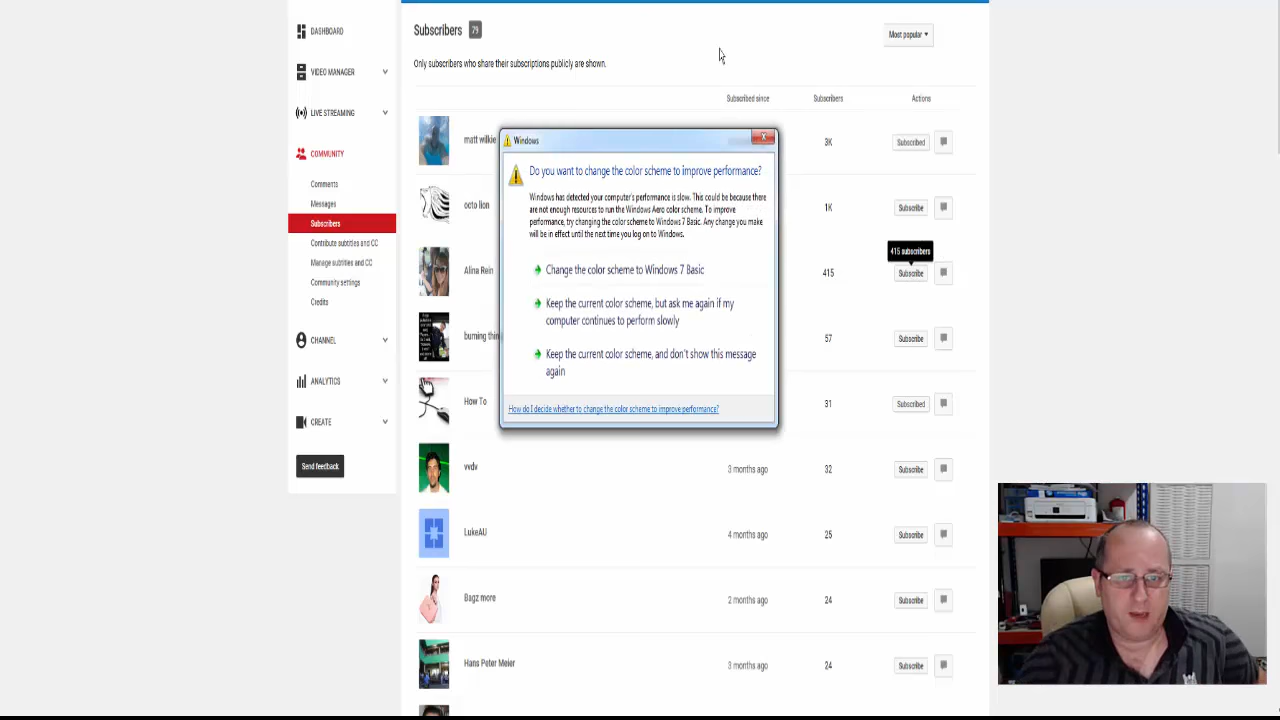 DASHBOARD
VIDEO MANAGER
LIVE STREAMING
COMMUNITY
Comments
Messages
Subscribers
Contribute subtitles and CC
Manage subtitles and CC
Community settings
Credits
CHANNEL
ANALYTICS
CREATE
Send feedback
Subscribers 79
Most popular
Only subscribers who share their subscriptions publicly are shown.
Subscribed since Subscribers Actions
matt wilkie 3K Subscribed
octo lion 1K Subscribe
415 subscribers
Alina Rein 415 Subscribe
burning thin 57 Subscribe
How To 31 Subscribed
vvdv 3 months ago 32 Subscribe
LukeAU 4 months ago 25 Subscribe
Bagz more 2 months ago 24 Subscribe
Hans Peter Meier 3 months ago 24 Subscribe
Windows
Do you want to change the color scheme to improve performance?
Windows has detected your computer's performance is slow. This could be because
there are not enough resources to run the Windows Aero color scheme. To improve
performance, try changing the color scheme to Windows 7 Basic. Any change you make
will be in effect until the next time you log on to Windows.
Change the color scheme to Windows 7 Basic
Keep the current color scheme, but ask me again if my
computer continues to perform slowly
Keep the current color scheme, and don't show this message
again
How do I decide whether to change the color scheme to improve performance?